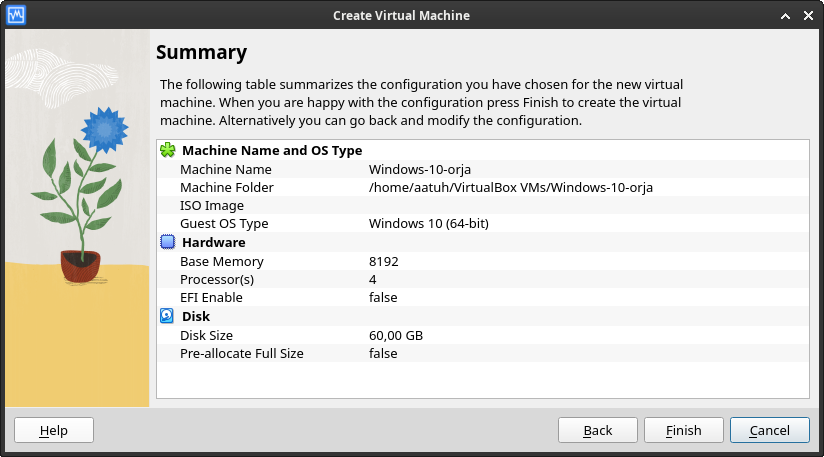 Create Virtual Machine
Summary
The following table summarizes the configuration you have chosen for the new virtual
machine. When you are happy with the configuration press Finish to create the virtual
machine. Alternatively you can go back and modify the configuration.
Machine Name and OS Type
Machine Name Windows-10-orja
Machine Folder /home/aatuh/VirtualBox VMs/Windows-10-orja
ISO Image
Guest OS Type Windows 10 (64-bit)
Hardware
Base Memory 8192
Processor(s) 4
EFI Enable false
Disk
Disk Size 60,00 GB
Pre-allocate Full Size false
Help Back Finish Cancel